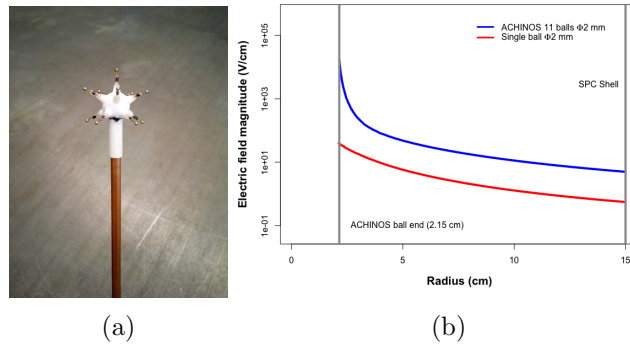 Electric field magnitude (V/cm)
1e+05
1e+03
1e+01
1e-01
ACHINOS 11 balls Φ2 mm
Single ball Φ2 mm
SPC Shell
ACHINOS ball end (2.15 cm)
0
5
10
15
Radius (cm)
(a)
(b)